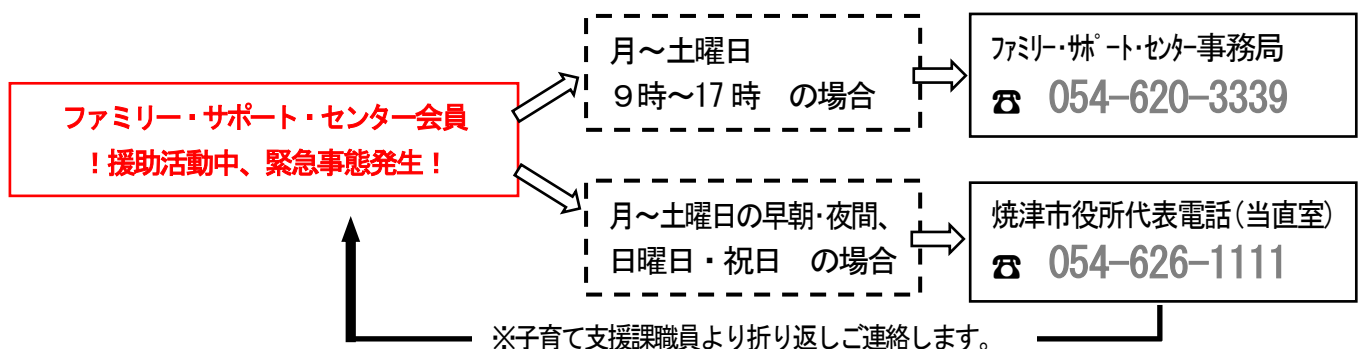 ファミリー・サポート・センター会員
！援助活動中、緊急事態発生！
月～土曜日
９時～17時　の場合
ﾌｧﾐﾘｰ・ｻﾎﾟｰﾄ・ｾﾝﾀｰ事務局
☎ 054-620-3339
月～土曜日の早朝・夜間、
日曜日・祝日　の場合
焼津市役所代表電話（当直室）
☎ 054-626-1111
※子育て支援課職員より折り返しご連絡します。